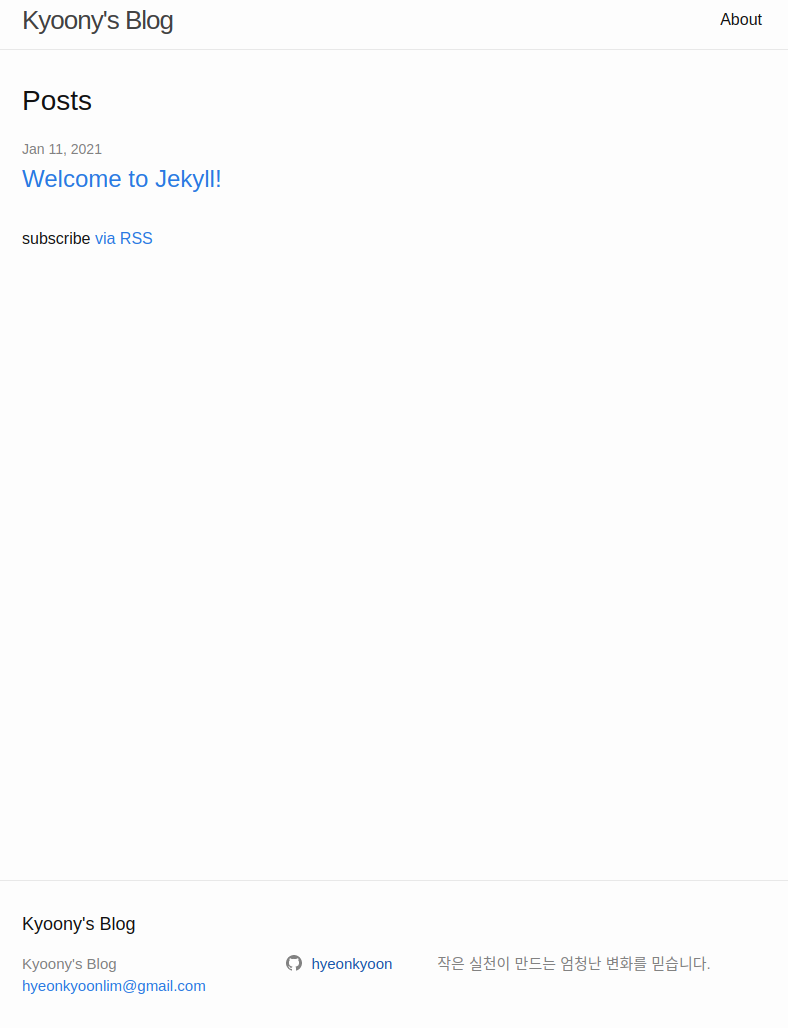 Kyoony's Blog
About
Posts
Jan 11, 2021
Welcome to Jekyll!
subscribe via RSS
Kyoony's Blog
Kyoony's Blog
hyeonkyoonlim@gmail.com
hyeonkyoon
작은 실천이 만드는 엄청난 변화를 믿습니다.